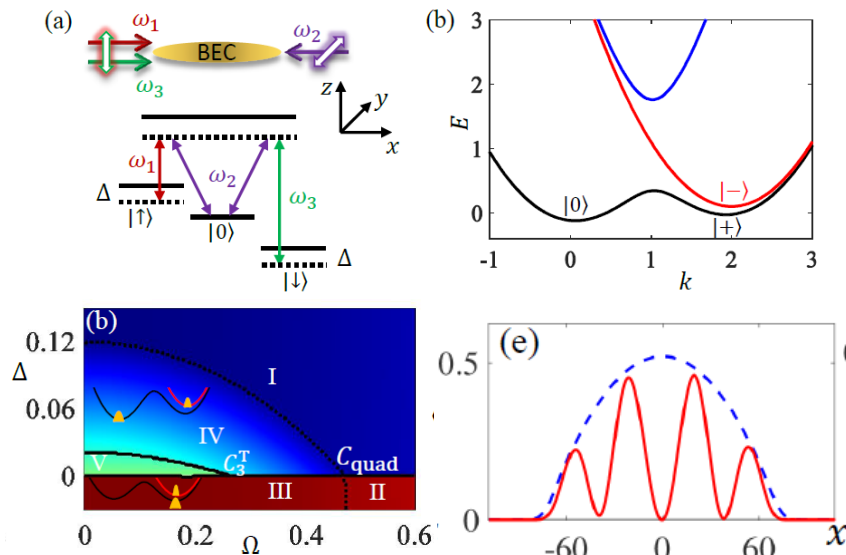 (a)
ω₁
BEC
ω₂
ω₃
z
y
x
ω₁
ω₂
ω₃
Δ
|↑⟩
|0⟩
|↓⟩
Δ
(b)
3
2
1
0
E
|0⟩
|−⟩
|+⟩
-1 0 1 2 3
k
(b)
0.12
Δ
0.06
0
I
IV
V
C₃ᵀ
C_quad
III
II
0 0.2 0.4 0.6
Ω
(e)
0.5
0
-60 0 60
x